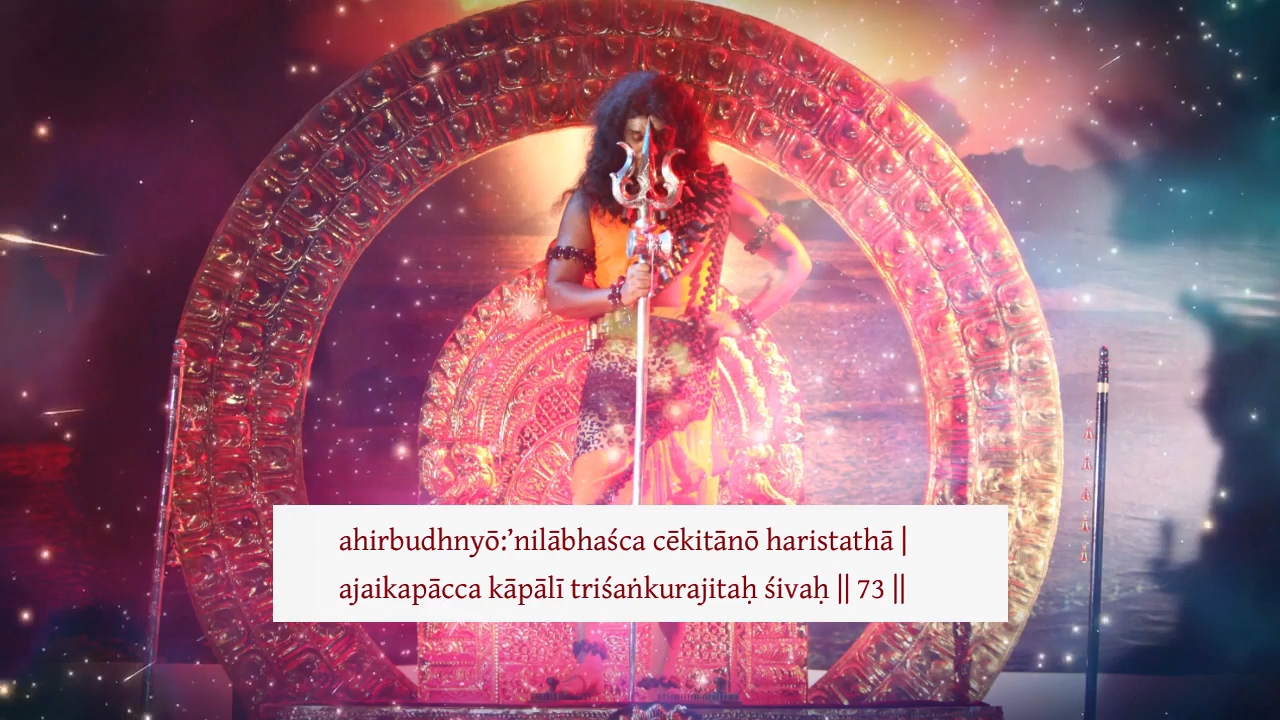 ahirbudhnyō:’nilābhaśca cēkitānō haristathā |
ajaikapācca kāpālī triśaṅkurajitaḥ śivaḥ || 73 ||